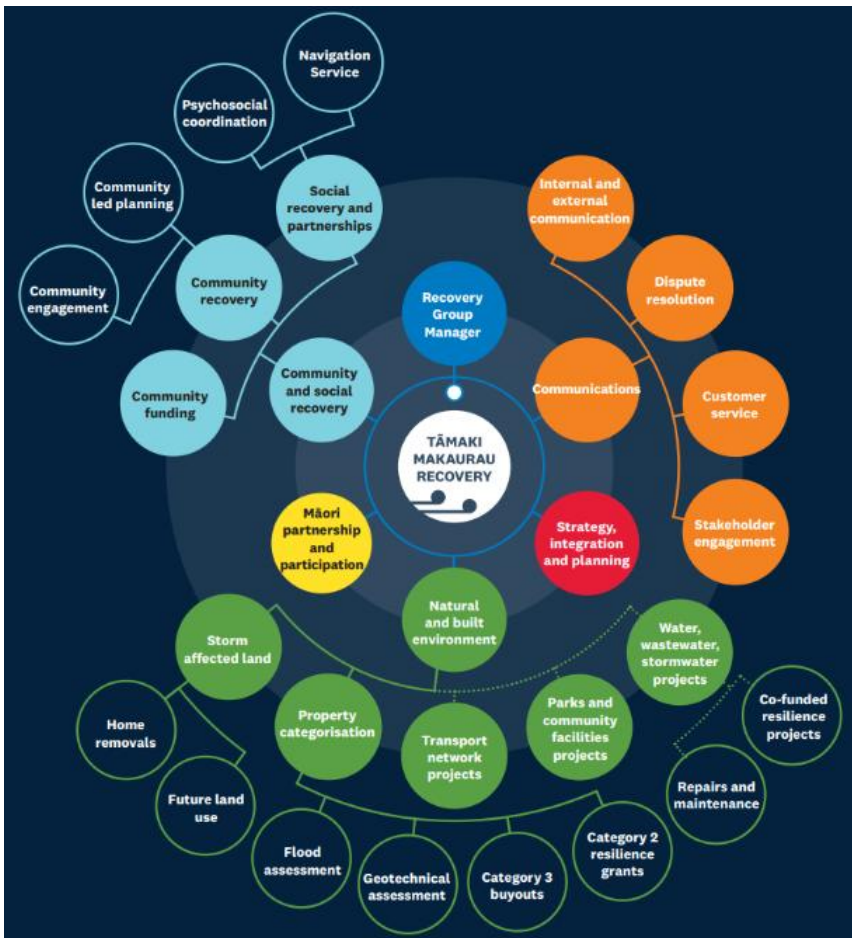 Navigation
Service
Psychosocial
coordination
Community
led planning
Community
engagement
Social
recovery and
partnerships
Community
recovery
Community
funding
Community
and social
recovery
Recovery
Group
Manager
Internal and
external
communication
Dispute
resolution
Communications
Customer
service
Stakeholder
engagement
TĀMAKI
MAKAURAU
RECOVERY
Māori
partnership
and
participation
Strategy,
integration
and planning
Natural
and built
environment
Storm
affected land
Property
categorisation
Transport
network
projects
Parks and
community
facilities
projects
Water,
wastewater,
stormwater
projects
Home
removals
Future land
use
Flood
assessment
Geotechnical
assessment
Category 3
buyouts
Category 2
resilience
grants
Repairs and
maintenance
Co-funded
resilience
projects